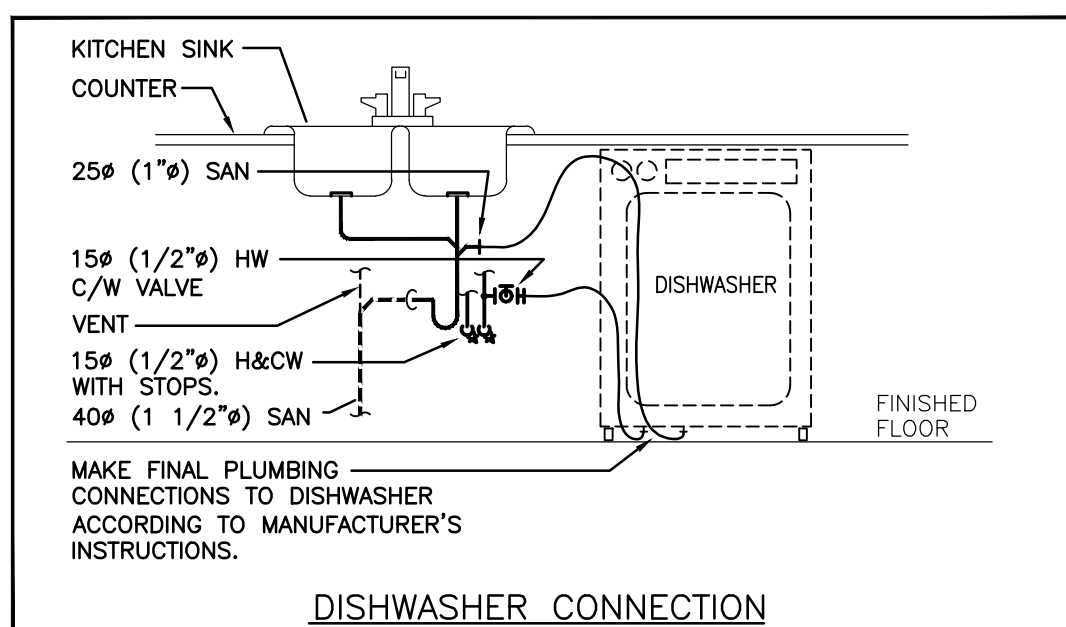 KITCHEN SINK
COUNTER
25ø (1"ø) SAN
15ø (1/2"ø) HW
C/W VALVE
VENT
15ø (1/2"ø) H&CW
WITH STOPS.
40ø (1 1/2"ø) SAN
DISHWASHER
FINISHED
FLOOR
MAKE FINAL PLUMBING
CONNECTIONS TO DISHWASHER
ACCORDING TO MANUFACTURER'S
INSTRUCTIONS.
DISHWASHER CONNECTION